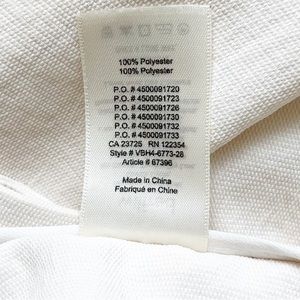 100% Polyester
100% Polyester
P.O. # 4500091720
P.O. # 4500091723
P.O. # 4500091726
P.O. # 4500091730
P.O. # 4500091732
P.O. # 4500091733
CA 23725 RN 122354
Style # VBH4-6773-28
Article # 67396
Made in China
Fabriqué en Chine